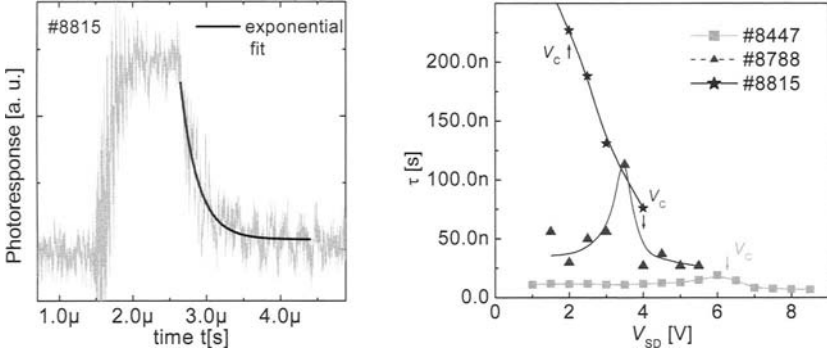 #8815
exponential
fit
Photoresponse [a. u.]
1.0µ 2.0µ 3.0µ 4.0µ
time t[s]
#8447
#8788
#8815
V_C
V_C
V_C
200.0n
150.0n
100.0n
50.0n
0.0
τ [s]
0 2 4 6 8
V_SD [V]